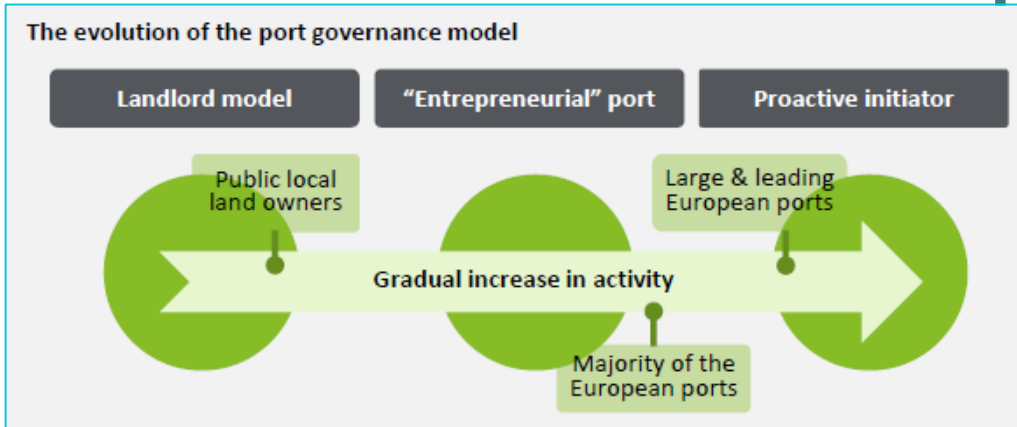 The evolution of the port governance model
Landlord model
“Entrepreneurial” port
Proactive initiator
Public local
land owners
Large & leading
European ports
Gradual increase in activity
Majority of the
European ports